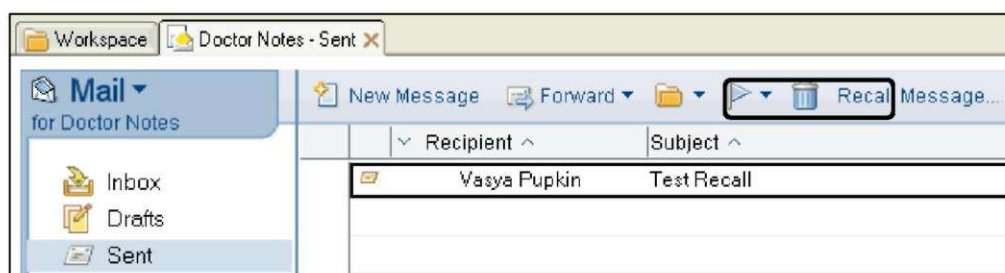 Workspace Doctor Notes - Sent
Mail
for Doctor Notes
New Message Forward Recall Message...
Recipient Subject
Vasya Pupkin Test Recall
Inbox
Drafts
Sent